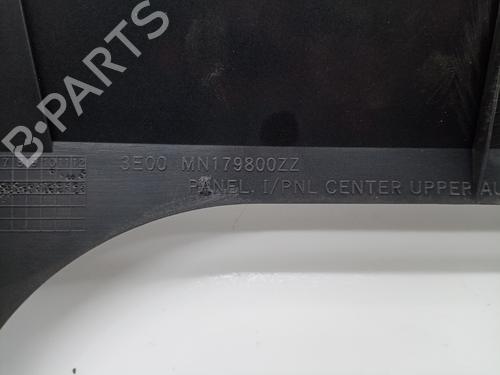 B-PARTS
3E00 MN179800ZZ
PANEL, I/PNL CENTER UPPER AU